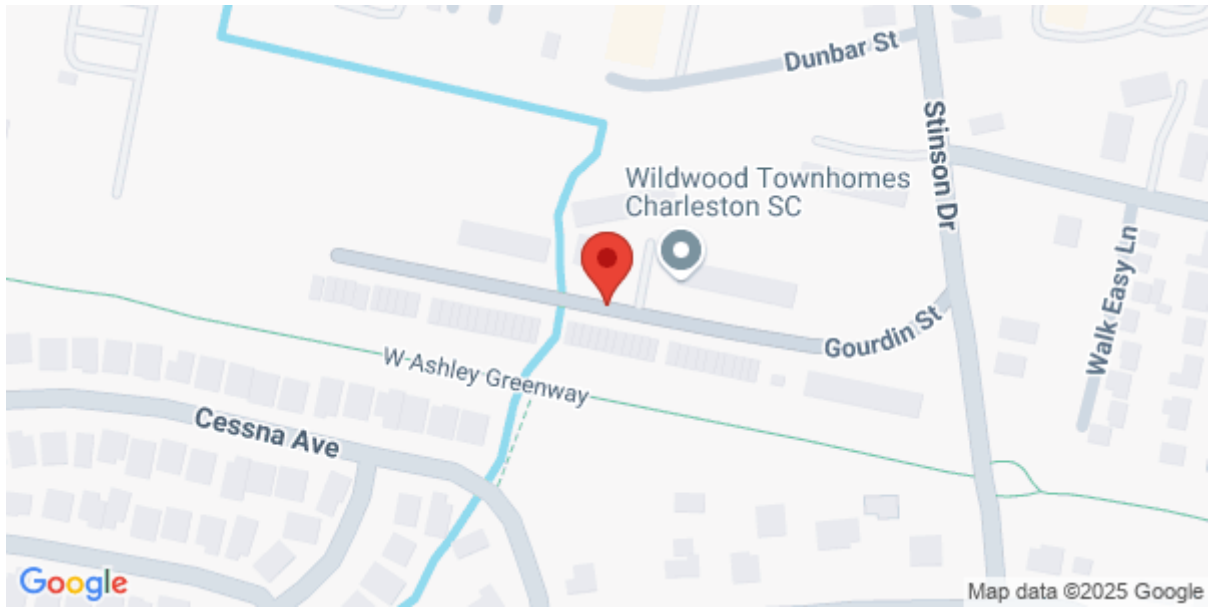 Dunbar St
Stinson Dr
Wildwood Townhomes
Charleston SC
Walk Easy Ln
Gourdin St
W Ashley Greenway
Cessna Ave
Google
Map data ©2025 Google